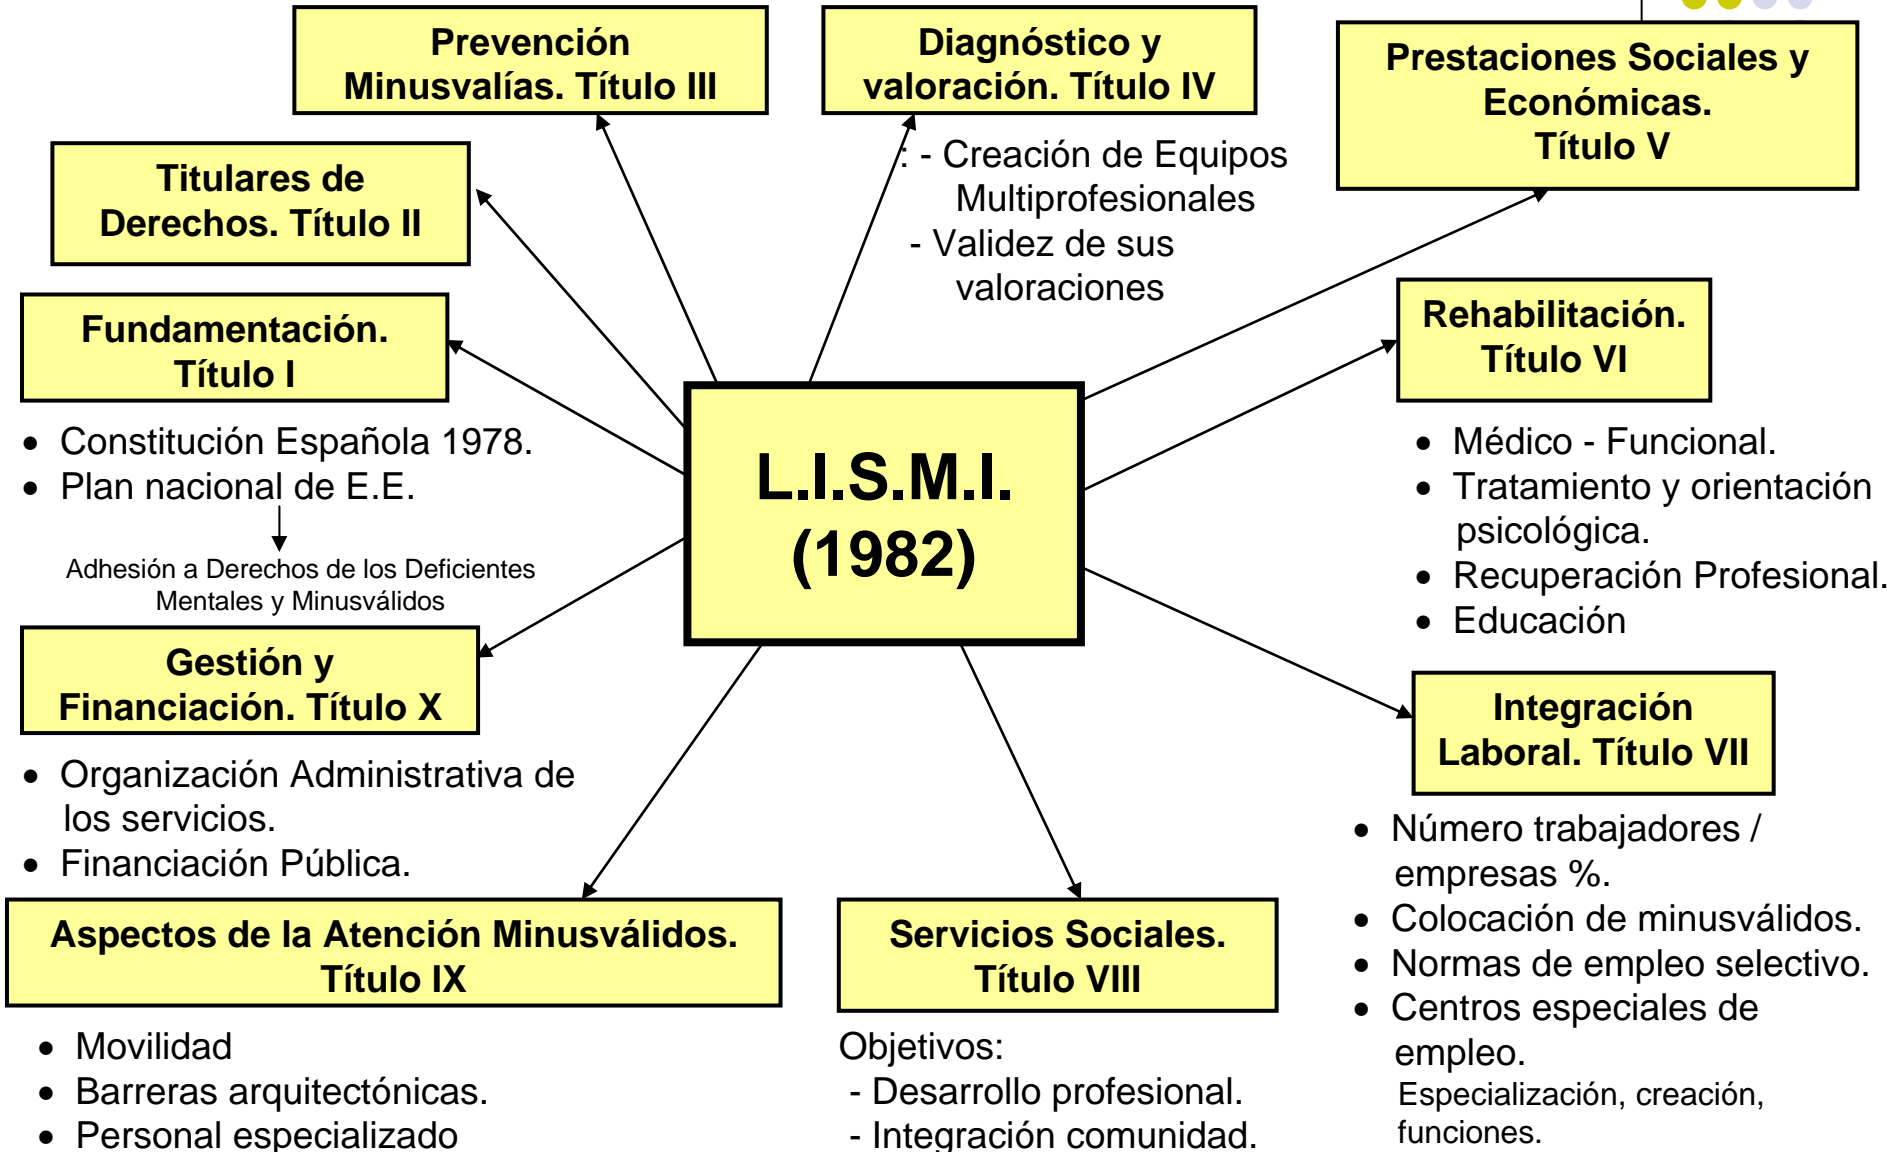 Prevención
Minusvalías. Título III
Diagnóstico y
valoración. Título IV
: - Creación de Equipos
Multiprofesionales
- Validez de sus
valoraciones
Prestaciones Sociales y
Económicas.
Título V
Titulares de
Derechos. Título II
Fundamentación.
Título I
• Constitución Española 1978.
• Plan nacional de E.E.
Adhesión a Derechos de los Deficientes
Mentales y Minusválidos
L.I.S.M.I.
(1982)
Rehabilitación.
Título VI
• Médico - Funcional.
• Tratamiento y orientación
psicológica.
• Recuperación Profesional.
• Educación
Gestión y
Financiación. Título X
• Organización Administrativa de
los servicios.
• Financiación Pública.
Integración
Laboral. Título VII
• Número trabajadores /
empresas %.
• Colocación de minusválidos.
• Normas de empleo selectivo.
• Centros especiales de
empleo.
Especialización, creación,
funciones.
Aspectos de la Atención Minusválidos.
Título IX
• Movilidad
• Barreras arquitectónicas.
• Personal especializado
Servicios Sociales.
Título VIII
Objetivos:
- Desarrollo profesional.
- Integración comunidad.